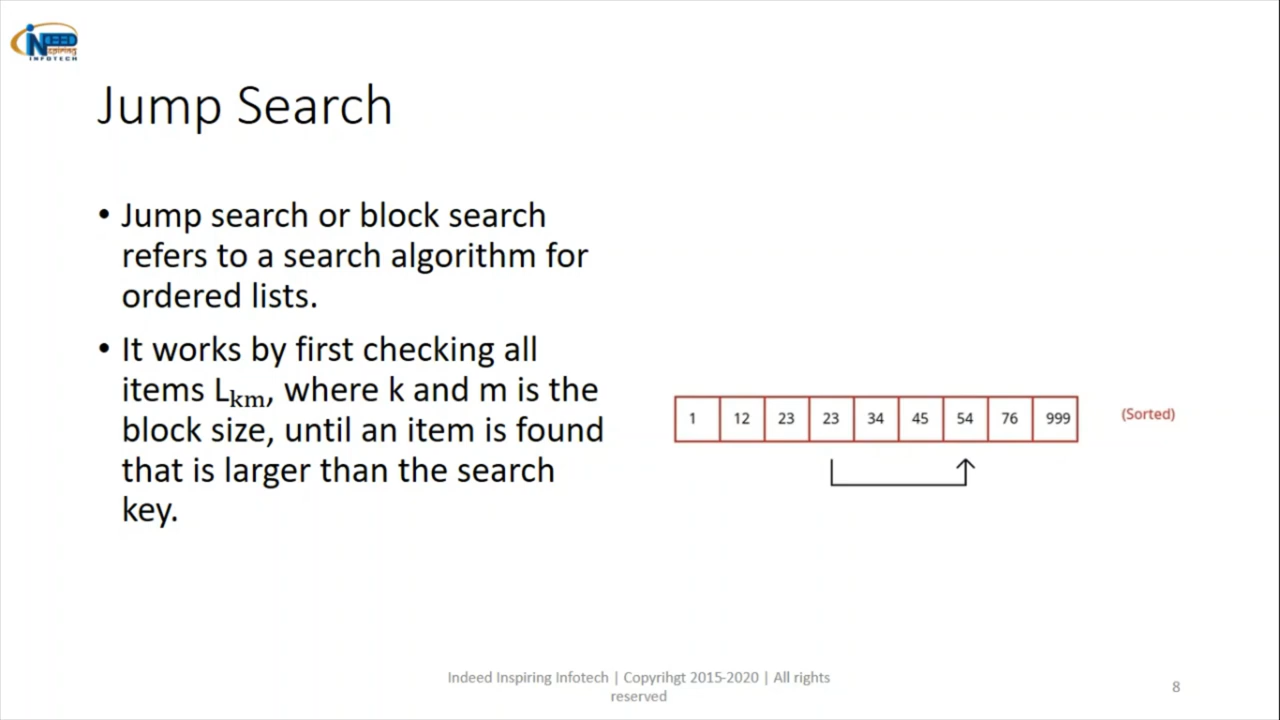 iNDEED
nspiring
INFOTECH
Jump Search
• Jump search or block search
refers to a search algorithm for
ordered lists.
• It works by first checking all
items Lkm, where k and m is the
block size, until an item is found
that is larger than the search
key.
1 12 23 23 34 45 54 76 999
(Sorted)
Indeed Inspiring Infotech | Copyrihgt 2015-2020 | All rights
reserved
8